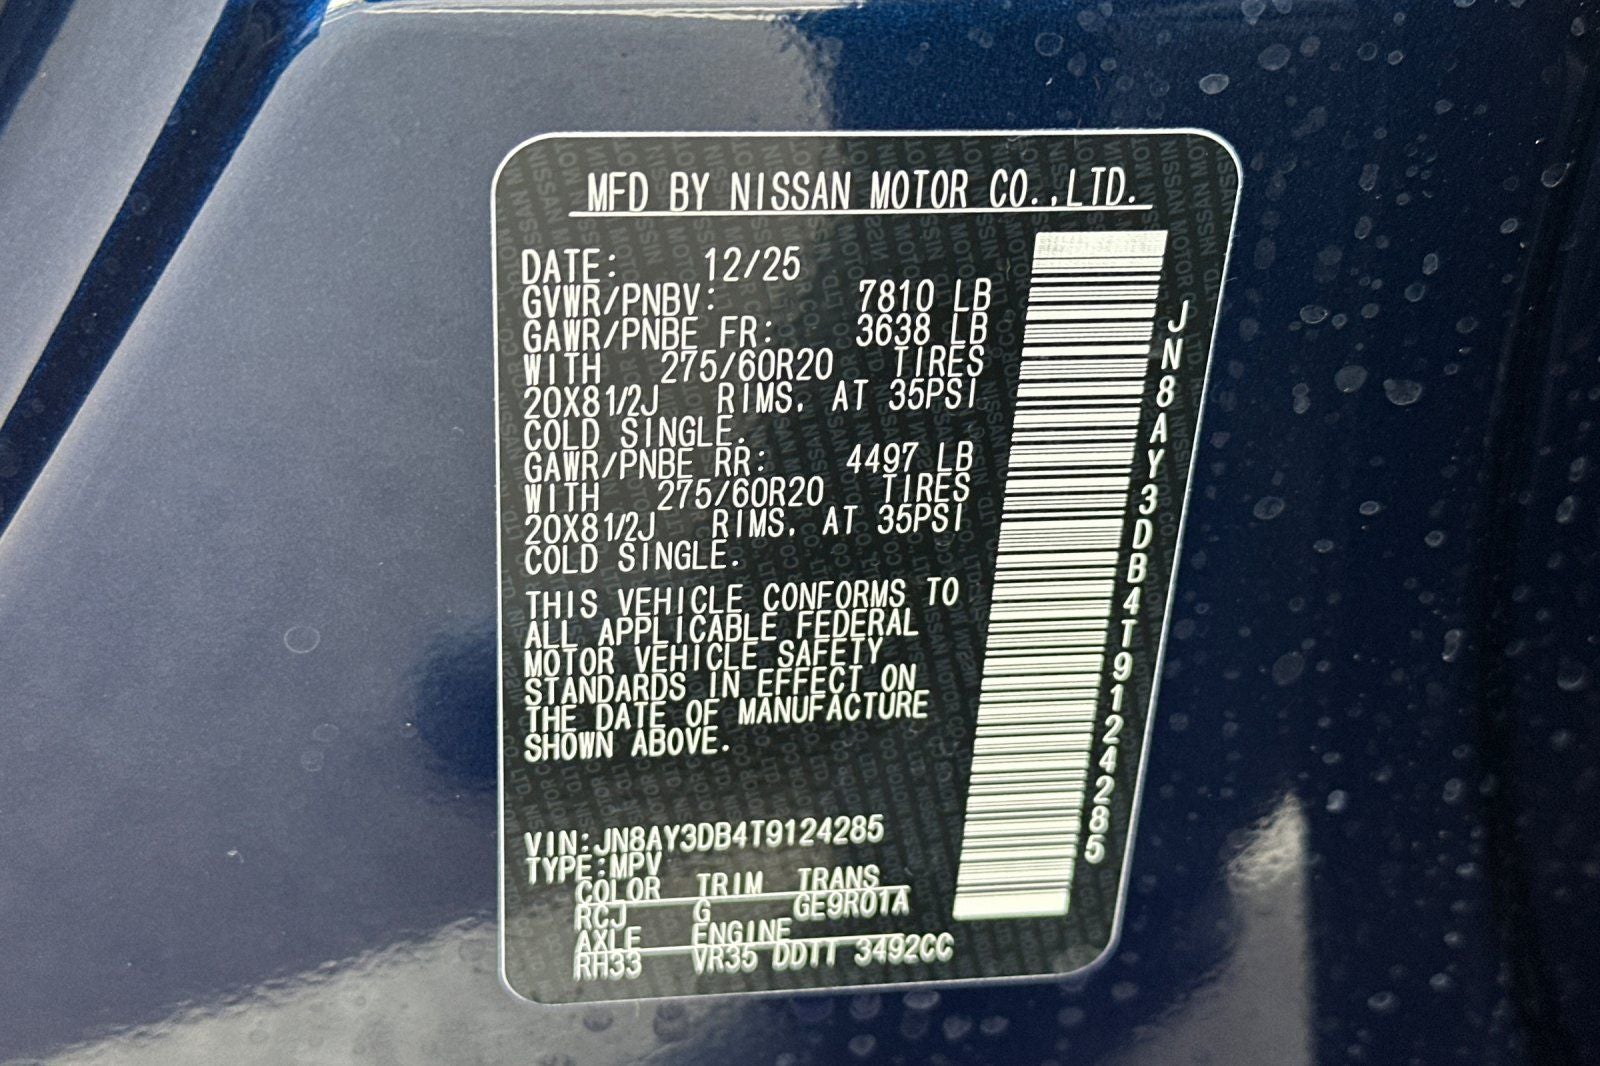 MFD BY NISSAN MOTOR CO.,LTD.
DATE: 12/25
GVWR/PNBV: 7810 LB
GAWR/PNBE FR: 3638 LB
WITH 275/60R20 TIRES
20X81/2J RIMS, AT 35PSI
COLD SINGLE.
GAWR/PNBE RR: 4497 LB
WITH 275/60R20 TIRES
20X81/2J RIMS, AT 35PSI
COLD SINGLE.
THIS VEHICLE CONFORMS TO
ALL APPLICABLE FEDERAL
MOTOR VEHICLE SAFETY
STANDARDS IN EFFECT ON
THE DATE OF MANUFACTURE
SHOWN ABOVE.
VIN:JN8AY3DB4T9124285
TYPE:MPV
COLOR TRIM TRANS
RCJ G GE9R01A
AXLE ENGINE
RH33 VR35 DDTT 3492CC
JN8AY3DB4T9124285